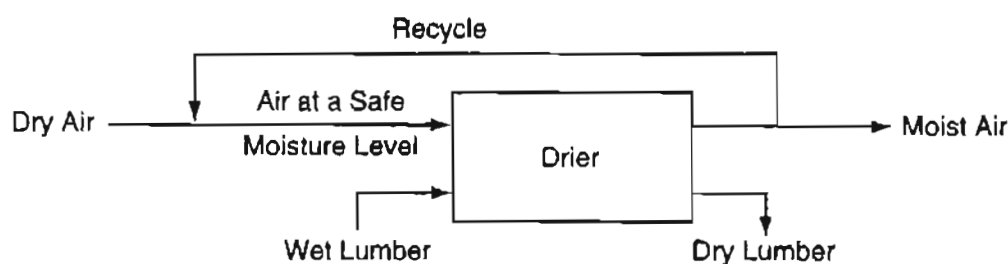 Recycle
Dry Air
Air at a Safe
Moisture Level
Moist Air
Drier
Wet Lumber
Dry Lumber